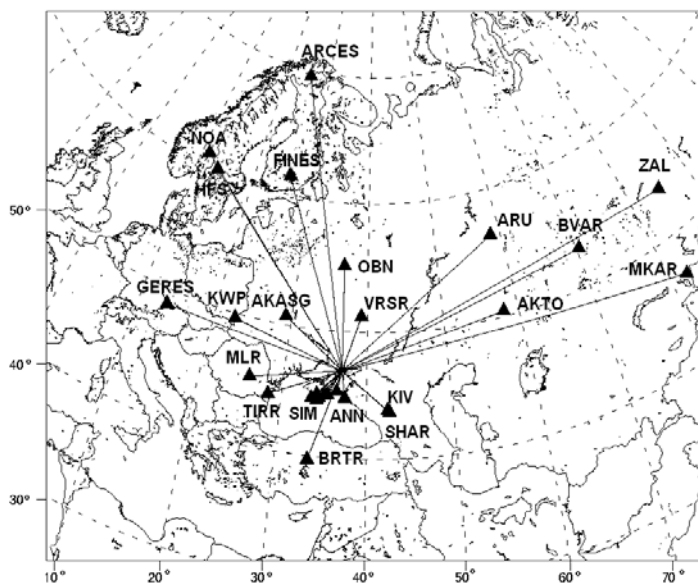 ARCES
NOA
FINES
HFS
ZAL
50°
ARU
BVAR
OBN
MKAR
GERES
KWP
AKASG
VRSR
AKTO
MLR
40°
TIRR
SIM
ANN
KIV
SHAR
BRTR
30°
10°
20°
30°
40°
50°
60°
70°